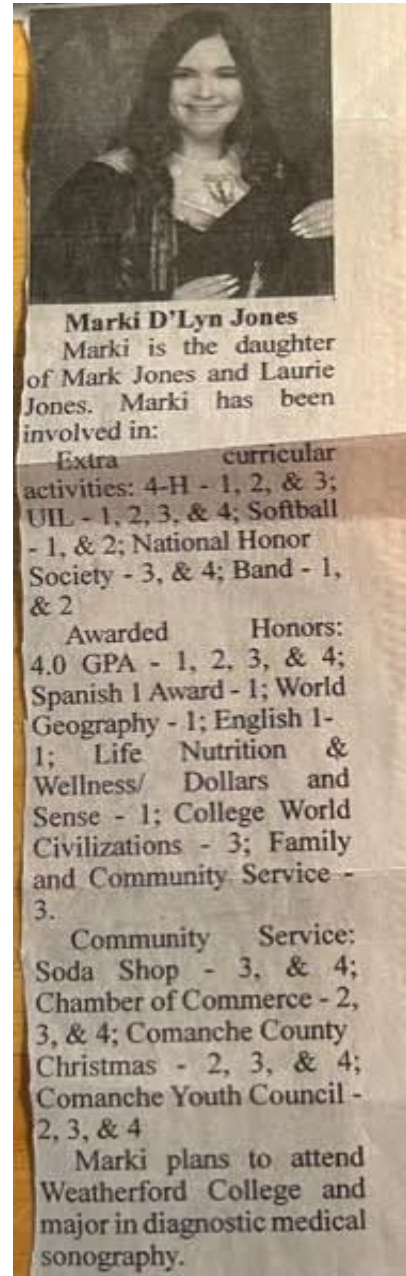 Marki D'Lyn Jones
Marki is the daughter
of Mark Jones and Laurie
Jones. Marki has been
involved in:
Extra curricular
activities: 4-H - 1, 2, & 3;
UIL - 1, 2, 3, & 4; Softball
- 1, & 2; National Honor
Society - 3, & 4; Band - 1,
& 2
Awarded Honors:
4.0 GPA - 1, 2, 3, & 4;
Spanish 1 Award - 1; World
Geography - 1; English 1-
1; Life Nutrition &
Wellness/ Dollars and
Sense - 1; College World
Civilizations - 3; Family
and Community Service -
3.
Community Service:
Soda Shop - 3, & 4;
Chamber of Commerce - 2,
3, & 4; Comanche County
Christmas - 2, 3, & 4;
Comanche Youth Council -
2, 3, & 4
Marki plans to attend
Weatherford College and
major in diagnostic medical
sonography.